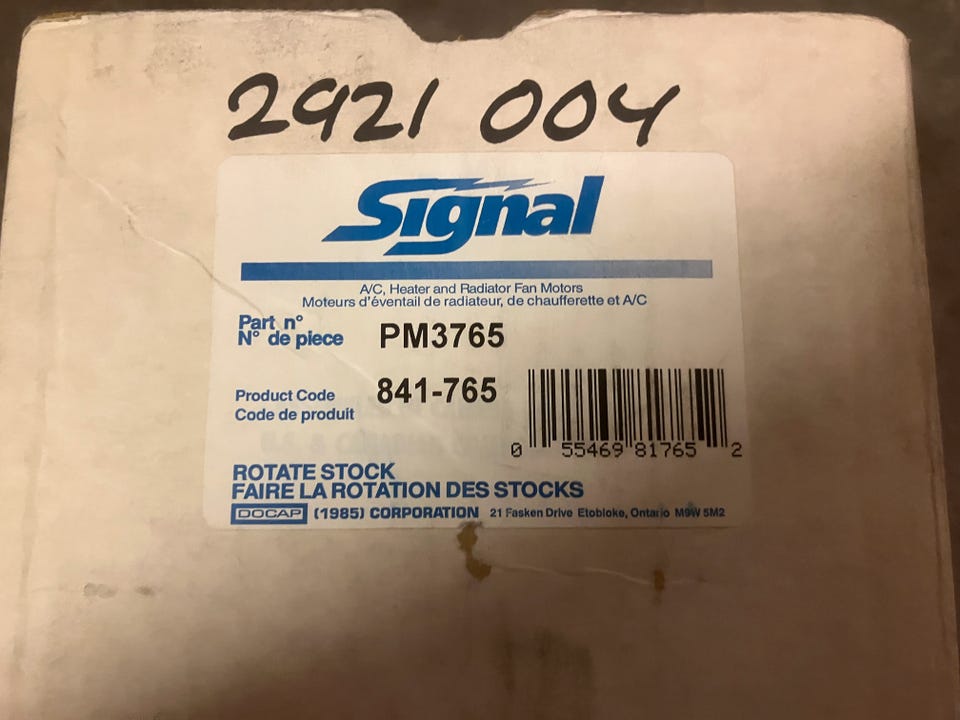 2921 004
Signal
A/C, Heater and Radiator Fan Motors
Moteurs d'éventail de radiateur, de chaufferette et A/C
Part n°
N° de piece PM3765
Product Code 841-765
Code de produit
0 55469 81765 2
ROTATE STOCK
FAIRE LA ROTATION DES STOCKS
DOCAP (1985) CORPORATION 21 Fasken Drive Etobioke, Ontario M9W 5M2